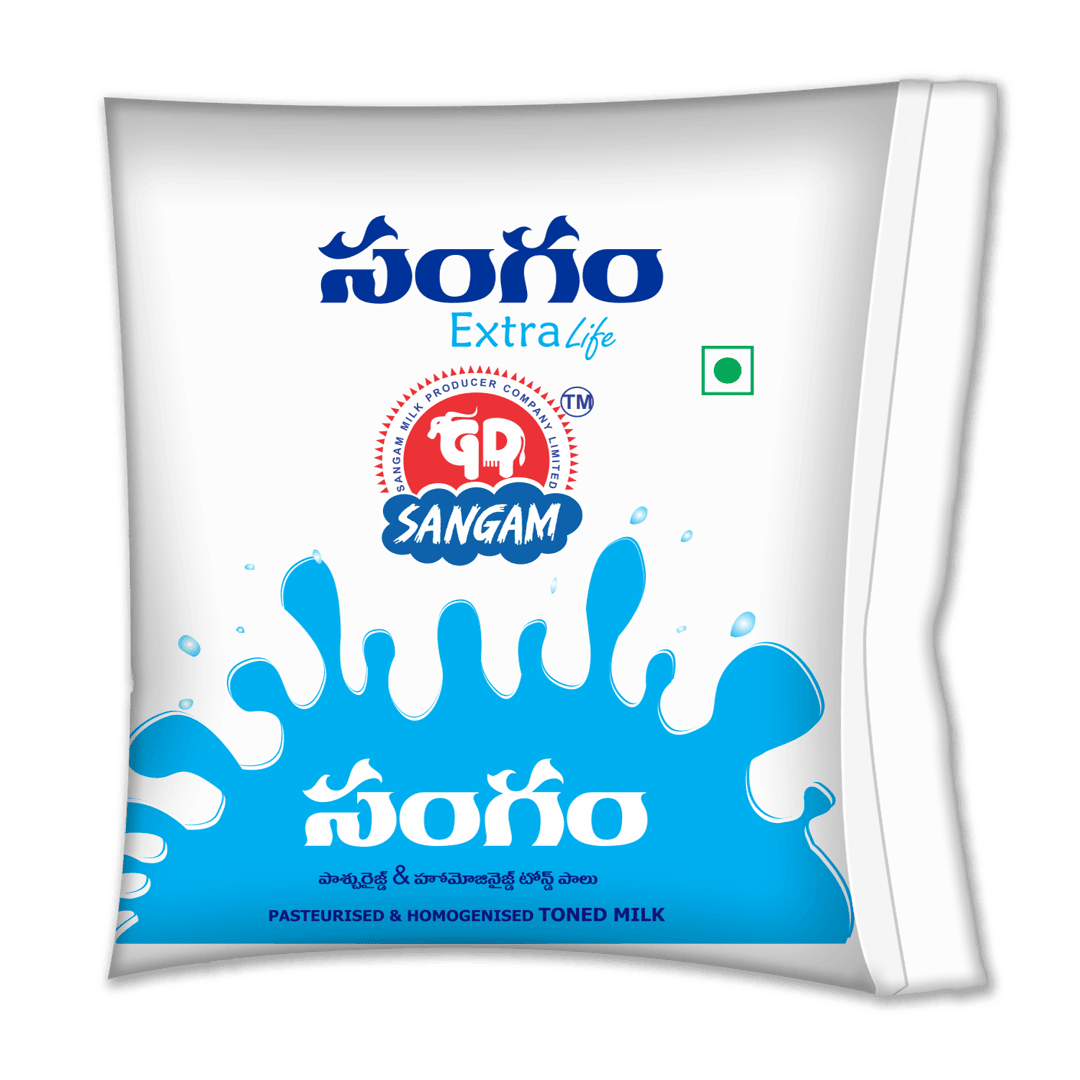 సంగం
Extra Life
SANGAM MILK PRODUCER COMPANY LIMITED
TM
SANGAM
సంగం
పాశ్చురైజ్డ్ & హోమోజినైజ్డ్ టోన్డ్ పాలు
PASTEURISED & HOMOGENISED TONED MILK